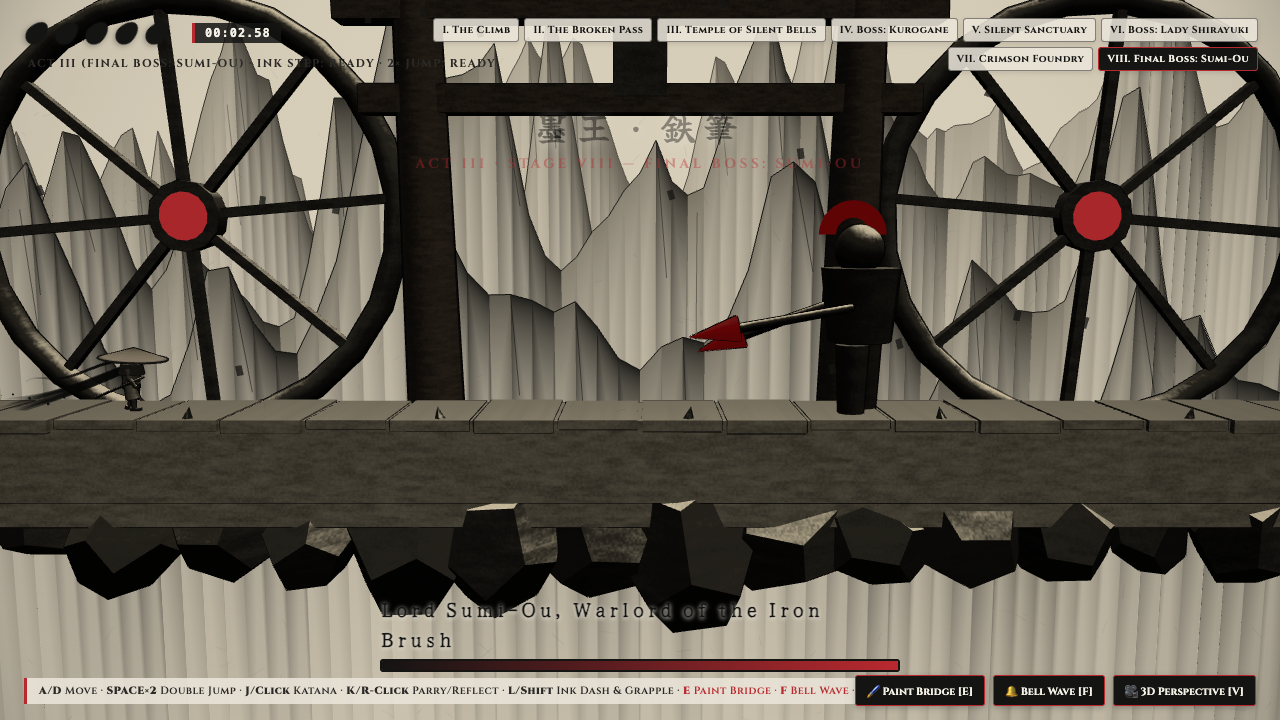 00:02.58
I. The Climb
II. The Broken Pass
III. Temple of Silent Bells
IV. Boss: Kurogane
V. Silent Sanctuary
VI. Boss: Lady Shirayuki
ACT III (FINAL BOSS: SUMI-OU) · INK STEP: READY · 2× JUMP: READY
VII. Crimson Foundry
VIII. Final Boss: Sumi-Ou
墨王 · 鉄筆
ACT III · STAGE VIII — FINAL BOSS: SUMI-OU
Lord Sumi-Ou, Warlord of the Iron
Brush
A/D Move · SPACE×2 Double Jump · J/Click Katana · K/R-Click Parry/Reflect · L/Shift Ink Dash & Grapple · E Paint Bridge · F Bell Wave ·
Paint Bridge [E]
Bell Wave [F]
3D Perspective [V]